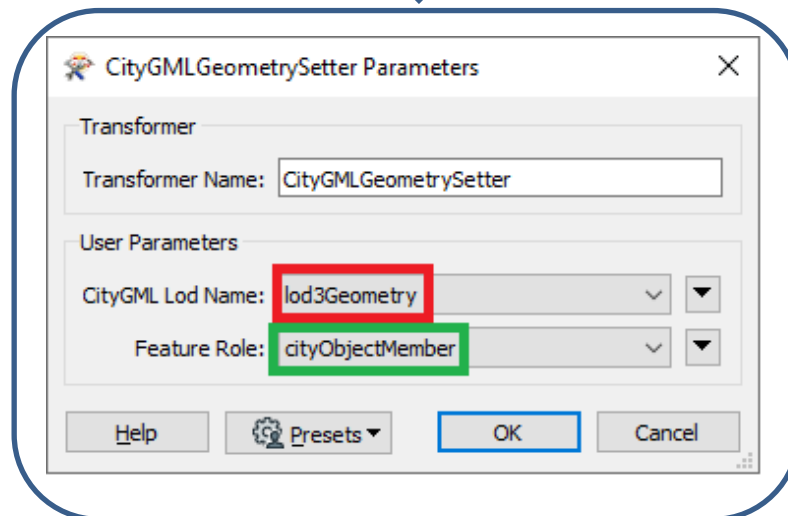 CityGMLGeometrySetter Parameters
Transformer
Transformer Name: CityGMLGeometrySetter
User Parameters
CityGML Lod Name: lod3Geometry
Feature Role: cityObjectMember
Help Presets OK Cancel